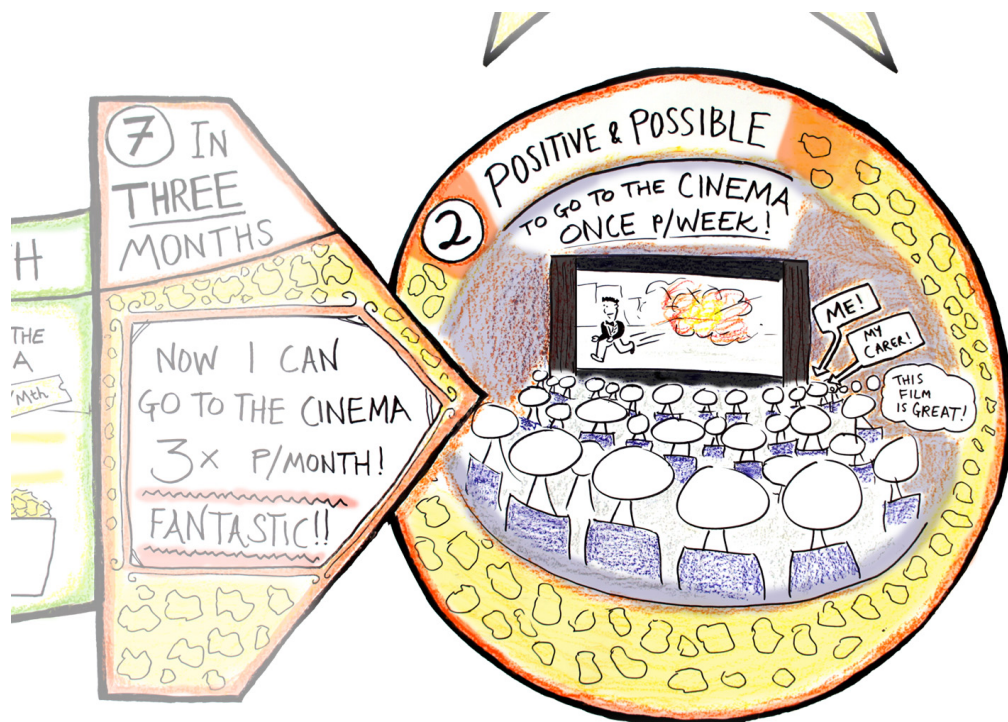 H
THE
A
/Mth
7 IN
THREE
MONTHS
NOW I CAN
GO TO THE CINEMA
3x P/MONTH!
FANTASTIC!!
2 POSITIVE & POSSIBLE
TO GO TO THE CINEMA
ONCE P/WEEK!
ME!
MY
CARER!
THIS
FILM
IS GREAT!